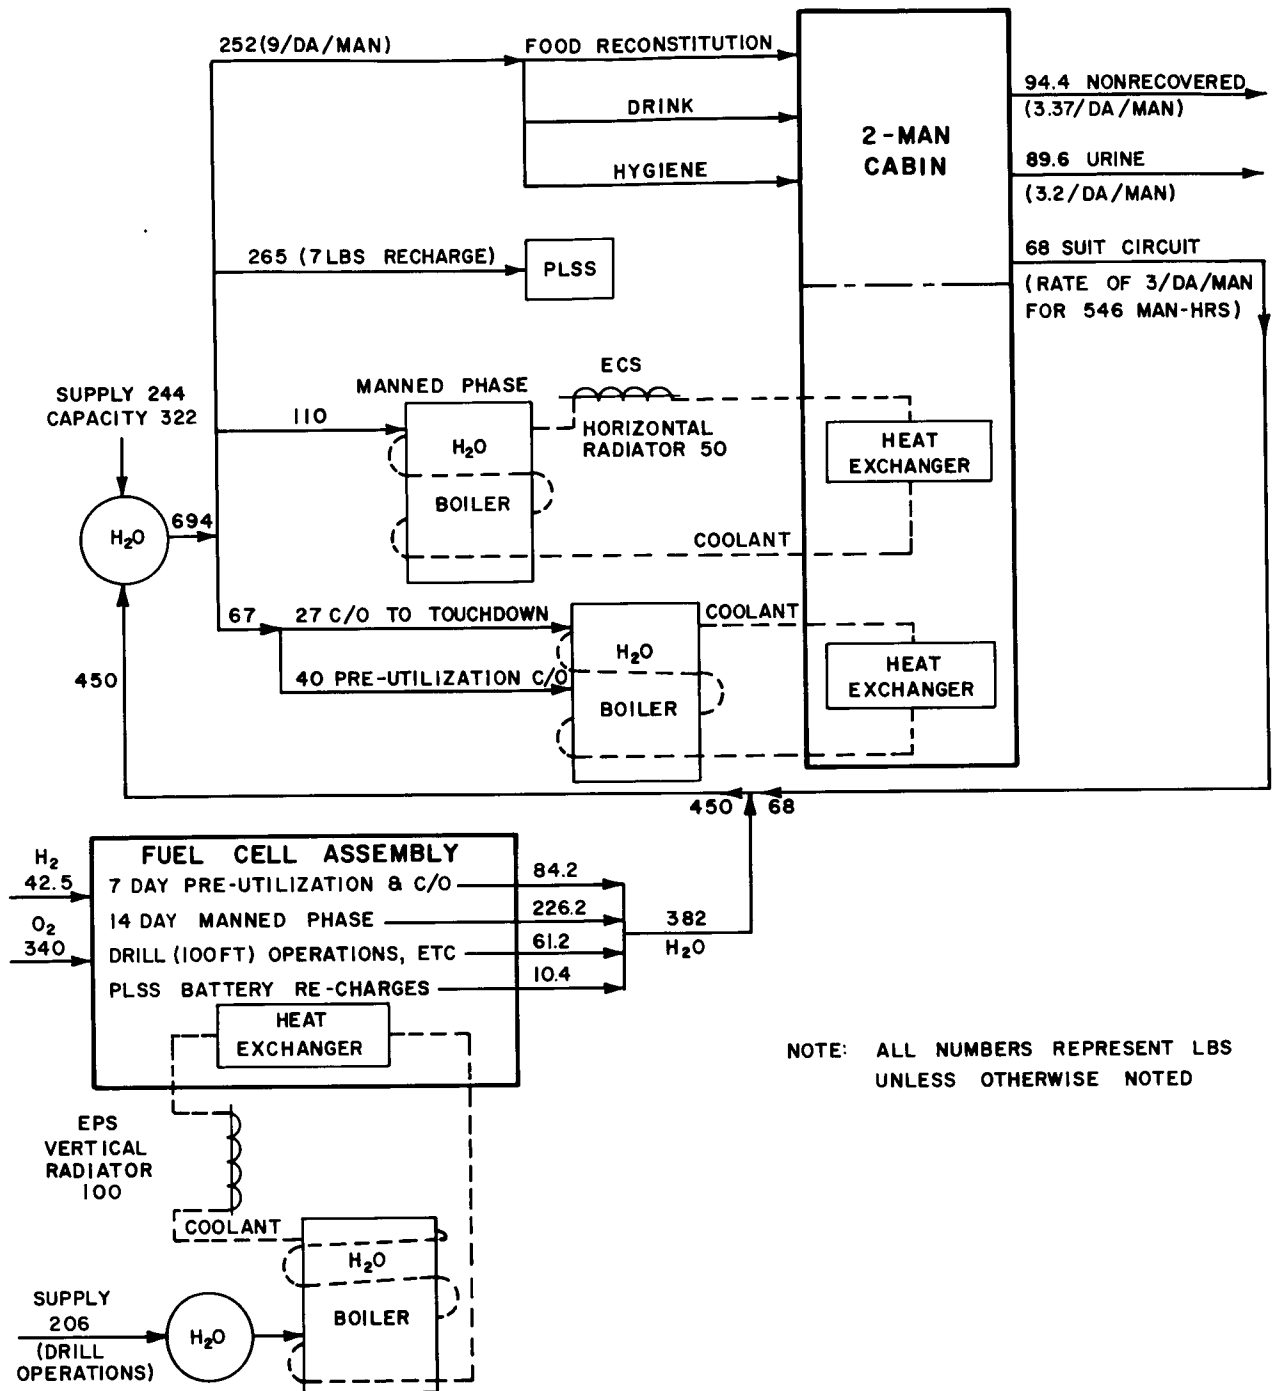 252 (9/DA/MAN)
FOOD RECONSTITUTION
DRINK
HYGIENE
2-MAN
CABIN
94.4 NONRECOVERED
(3.37/DA/MAN)
89.6 URINE
(3.2/DA/MAN)
68 SUIT CIRCUIT
(RATE OF 3/DA/MAN
FOR 546 MAN-HRS)
265 (7 LBS RECHARGE)
PLSS
SUPPLY 244
CAPACITY 322
H2O
694
110
MANNED PHASE
H2O
BOILER
ECS
HORIZONTAL
RADIATOR 50
HEAT
EXCHANGER
COOLANT
67
27 C/O TO TOUCHDOWN
40 PRE-UTILIZATION C/O
H2O
BOILER
COOLANT
HEAT
EXCHANGER
450
450
68
FUEL CELL ASSEMBLY
H2
42.5
O2
340
7 DAY PRE-UTILIZATION & C/O
84.2
14 DAY MANNED PHASE
226.2
DRILL (100 FT) OPERATIONS, ETC
61.2
PLSS BATTERY RE-CHARGES
10.4
382
H2O
HEAT
EXCHANGER
NOTE: ALL NUMBERS REPRESENT LBS
UNLESS OTHERWISE NOTED
EPS
VERTICAL
RADIATOR
100
COOLANT
H2O
BOILER
SUPPLY
206
(DRILL
OPERATIONS)
H2O